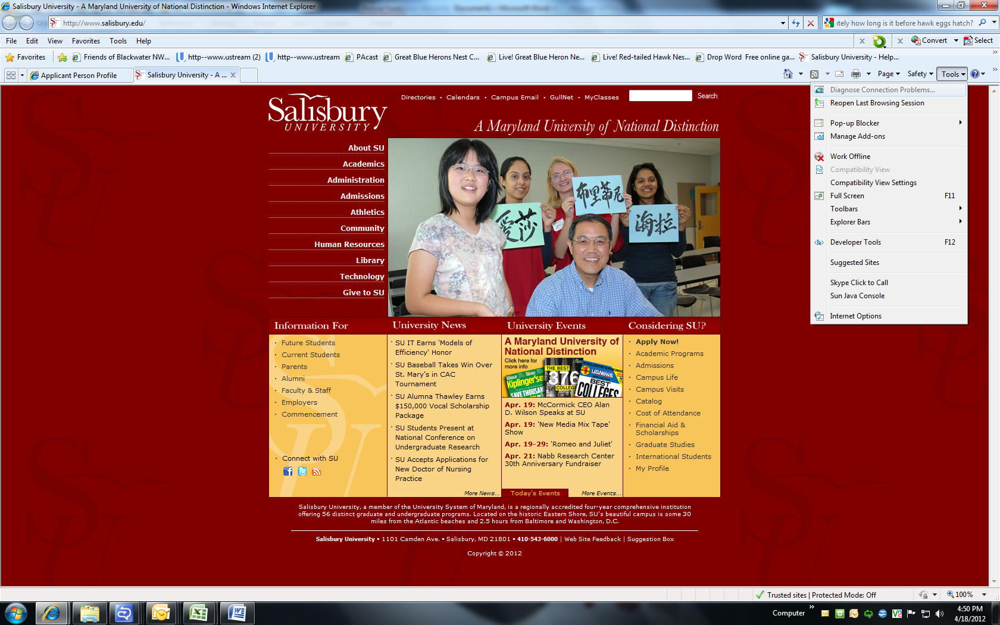 Salisbury University - A Maryland University of National Distinction - Windows Internet Explorer
http://www.salisbury.edu/
itely how long is it before hawk eggs hatch?
File Edit View Favorites Tools Help
Convert Select
Favorites
Friends of Blackwater NW...
http--www.ustream (2)
http--www.ustream
PAcast
Great Blue Herons Nest C...
Live! Great Blue Heron Ne...
Live! Red-tailed Hawk Nes...
Drop Word Free online ga...
Salisbury University - Help...
Applicant Person Profile
Salisbury University - A ...
Page Safety Tools
Diagnose Connection Problems...
Reopen Last Browsing Session
Pop-up Blocker
Manage Add-ons
Work Offline
Compatibility View
Compatibility View Settings
Full Screen F11
Toolbars
Explorer Bars
Developer Tools F12
Suggested Sites
Skype Click to Call
Sun Java Console
Internet Options
Salisbury
UNIVERSITY
Directories • Calendars • Campus Email • GullNet • MyClasses
Search
A Maryland University of National Distinction
About SU
Academics
Administration
Admissions
Athletics
Community
Human Resources
Library
Technology
Give to SU
愛莎
布里蒂尼
海拉
Information For
· Future Students
· Current Students
· Parents
· Alumni
· Faculty & Staff
· Employers
· Commencement
· Connect with SU
University News
· SU IT Earns 'Models of
Efficiency' Honor
· SU Baseball Takes Win Over
St. Mary's in CAC
Tournament
· SU Alumna Thawley Earns
$150,000 Vocal Scholarship
Package
· SU Students Present at
National Conference on
Undergraduate Research
· SU Accepts Applications for
New Doctor of Nursing
Practice
More News...
University Events
A Maryland University of
National Distinction
Click here for
more info
Kiplinger's
SAVE THOUSAN
THE BEST
376
COLLEG
EXCLUSIVE RANKINGS
USNews
BEST
COLLEGES
Apr. 19: McCormick CEO Alan
D. Wilson Speaks at SU
Apr. 19: 'New Media Mix Tape'
Show
Apr. 19-29: 'Romeo and Juliet'
Apr. 21: Nabb Research Center
30th Anniversary Fundraiser
Today's Events
More Events...
Considering SU?
· Apply Now!
· Academic Programs
· Admissions
· Campus Life
· Campus Visits
· Catalog
· Cost of Attendance
· Financial Aid &
Scholarships
· Graduate Studies
· International Students
· My Profile
Salisbury University, a member of the University System of Maryland, is a regionally accredited four-year comprehensive institution
offering 56 distinct graduate and undergraduate programs. Located on the historic Eastern Shore, SU's beautiful campus is some 30
miles from the Atlantic beaches and 2.5 hours from Baltimore and Washington, D.C.
Salisbury University • 1101 Camden Ave. • Salisbury, MD 21801 • 410-543-6000 | Web Site Feedback | Suggestion Box
Copyright © 2012
Trusted sites | Protected Mode: Off
100%
Computer
4:50 PM
4/18/2012